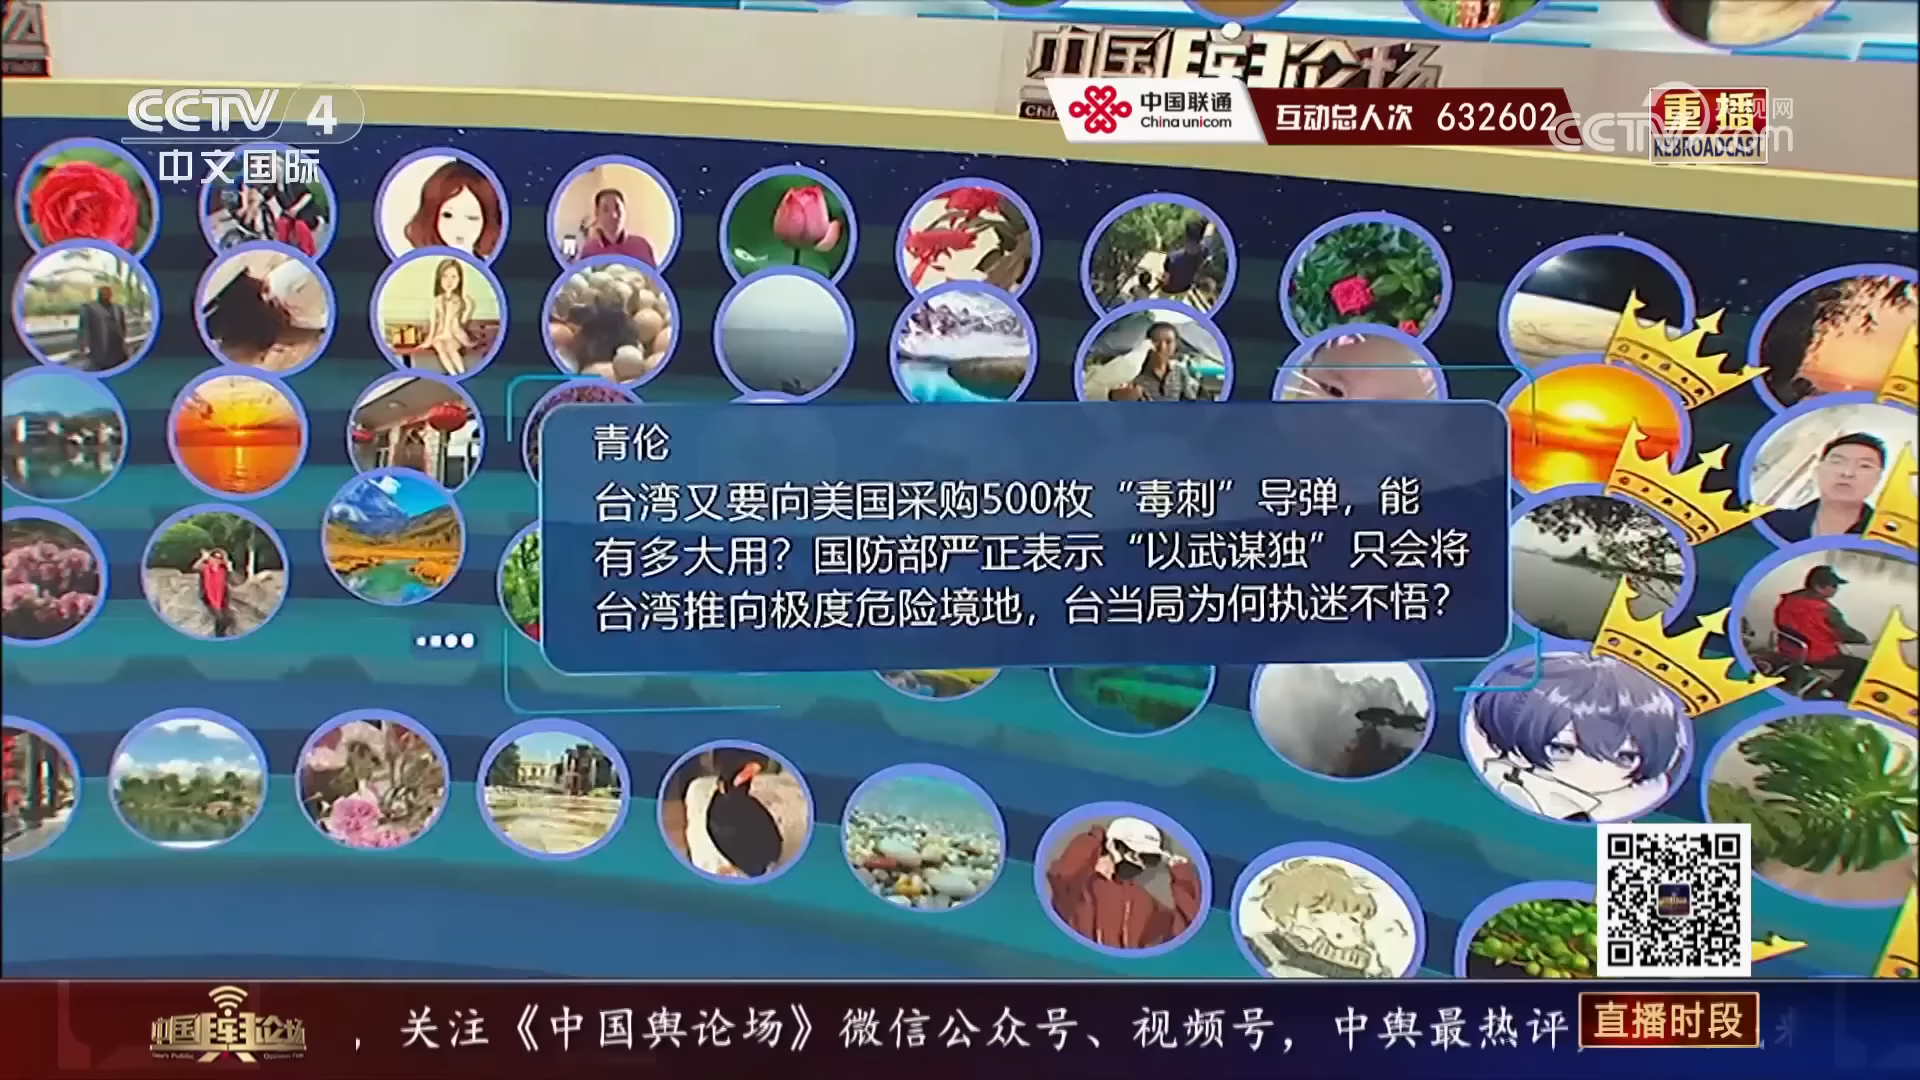 中国舆论场
CCTV 4
中文国际
中国联通
China unicom
互动总人次 632602
重播
REBROADCAST
青伦
台湾又要向美国采购500枚“毒刺”导弹，能
有多大用？国防部严正表示“以武谋独”只会将
台湾推向极度危险境地，台当局为何执迷不悟？
中国舆论场
，关注《中国舆论场》微信公众号、视频号，中舆最热评
直播时段